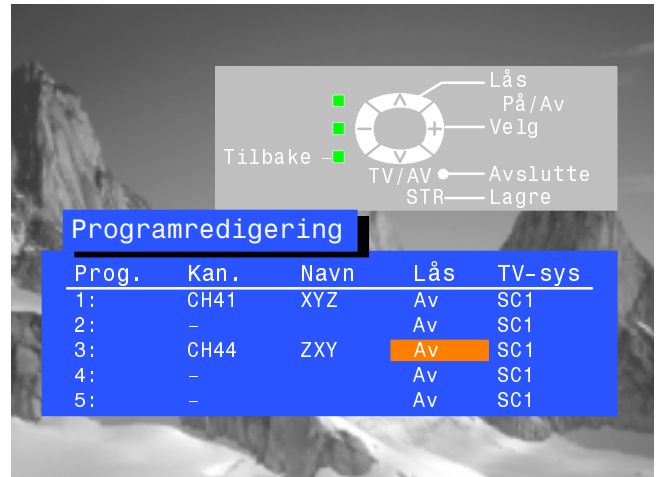 Lås
På/Av
Velg
Tilbake
TV/AV Avslutte
STR Lagre
Programredigering
Prog. Kan. Navn Lås TV-sys
1: CH41 XYZ Av SC1
2: – Av SC1
3: CH44 ZXY Av SC1
4: – Av SC1
5: – Av SC1